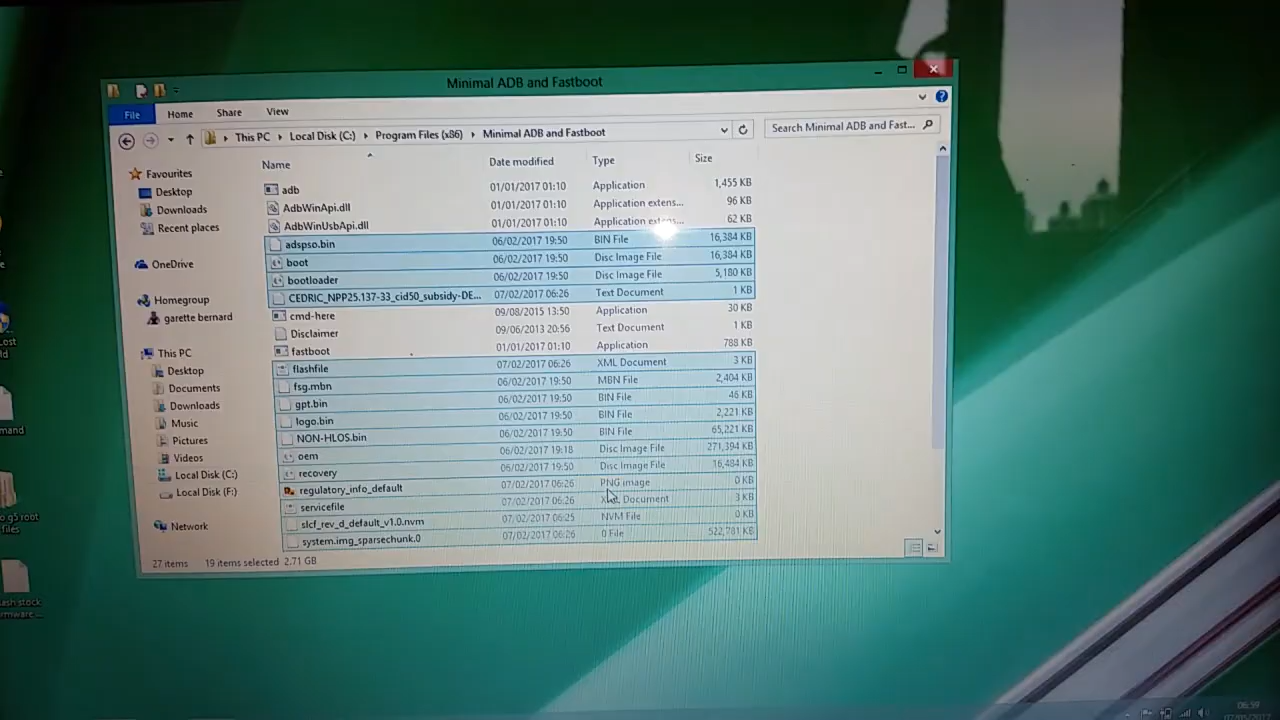 Minimal ADB and Fastboot
File Home Share View
This PC Local Disk (C:) Program Files (x86) Minimal ADB and Fastboot Search Minimal ADB and Fast...
Name Date modified Type Size
Favourites
Desktop
Downloads
Recent places
OneDrive
Homegroup
garette bernard
This PC
Desktop
Documents
Downloads
Music
Pictures
Videos
Local Disk (C:)
Local Disk (F:)
Network
adb 01/01/2017 01:10 Application 1,455 KB
AdbWinApi.dll 01/01/2017 01:10 Application extens... 96 KB
AdbWinUsbApi.dll 01/01/2017 01:10 Application extens... 62 KB
adspso.bin 06/02/2017 19:50 BIN File 16,384 KB
boot 06/02/2017 19:50 Disc Image File 16,384 KB
bootloader 06/02/2017 19:50 Disc Image File 5,180 KB
CEDRIC_NPP25.137-33_cid50_subsidy-DE... 07/02/2017 06:26 Text Document 1 KB
cmd-here 09/08/2015 13:50 Application 30 KB
Disclaimer 09/06/2013 20:56 Text Document 1 KB
fastboot 01/01/2017 01:10 Application 788 KB
flashfile 07/02/2017 06:26 XML Document 3 KB
fsg.mbn 06/02/2017 19:50 MBN File 2,404 KB
gpt.bin 06/02/2017 19:50 BIN File 46 KB
logo.bin 06/02/2017 19:50 BIN File 2,221 KB
NON-HLOS.bin 06/02/2017 19:50 BIN File 65,221 KB
oem 06/02/2017 19:18 Disc Image File 271,394 KB
recovery 06/02/2017 19:50 Disc Image File 16,484 KB
regulatory_info_default 07/02/2017 06:26 PNG image 0 KB
servicefile 07/02/2017 06:26 Document 3 KB
slcf_rev_d_default_v1.0.nvm 07/02/2017 06:25 NVM File 0 KB
system.img_sparsechunk.0 07/02/2017 06:26 0 File 522,781 KB
27 items 19 items selected 2.71 GB
mand
g5 root
files
stock
06:59